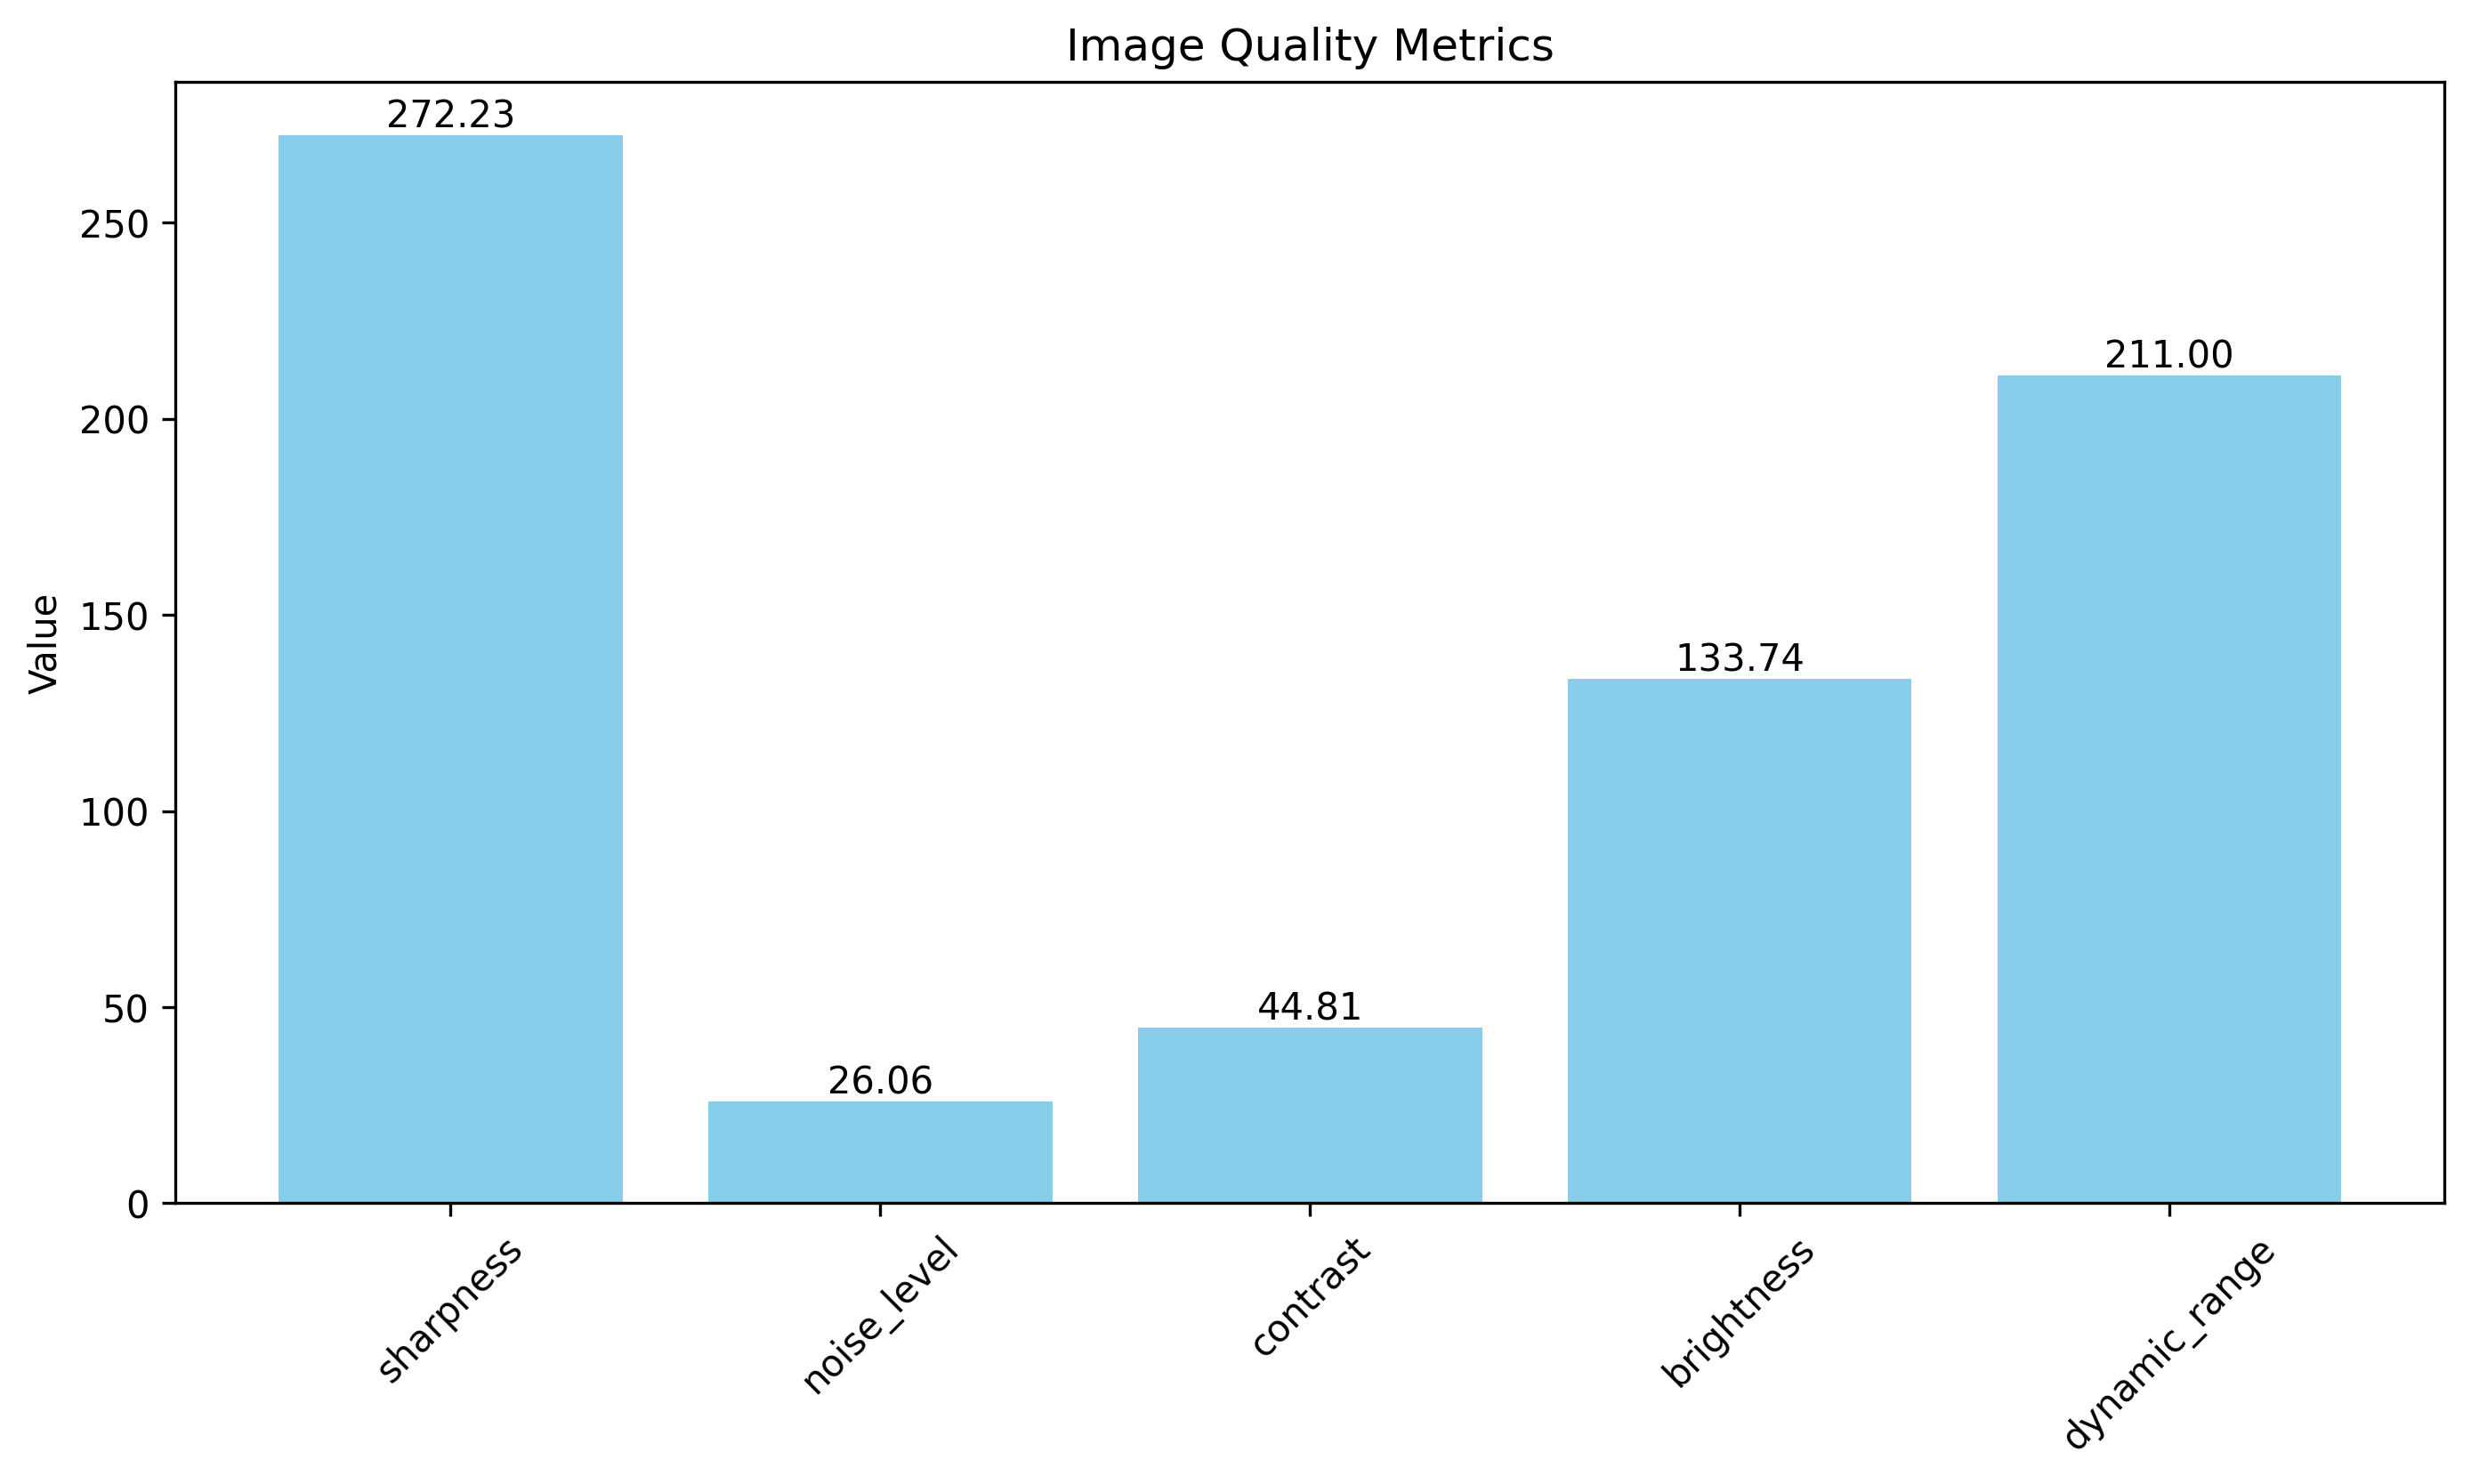 Image Quality Metrics
272.23
211.00
133.74
44.81
26.06
Value
250
200
150
100
50
0
sharpness
noise_level
contrast
brightness
dynamic_range